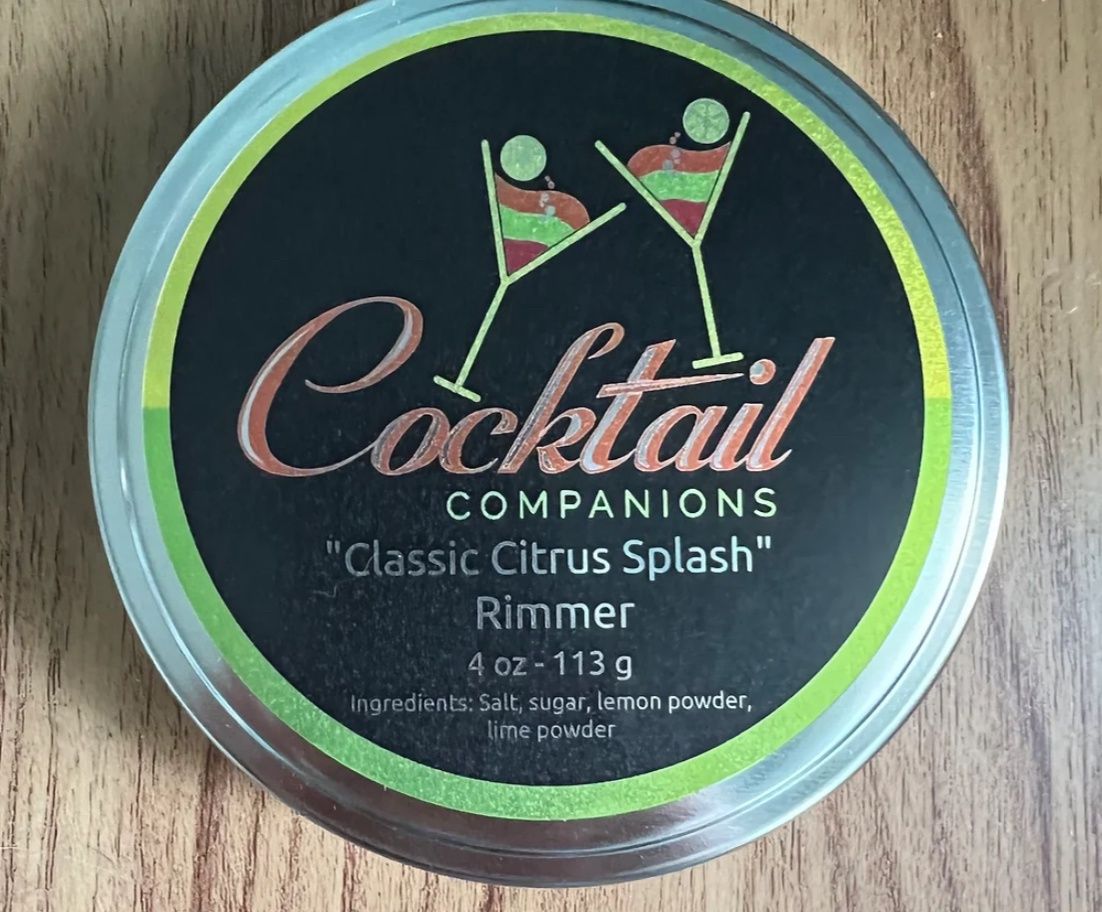 Cocktail
COMPANIONS
"Classic Citrus Splash"
Rimmer
4 oz - 113 g
Ingredients: Salt, sugar, lemon powder,
lime powder